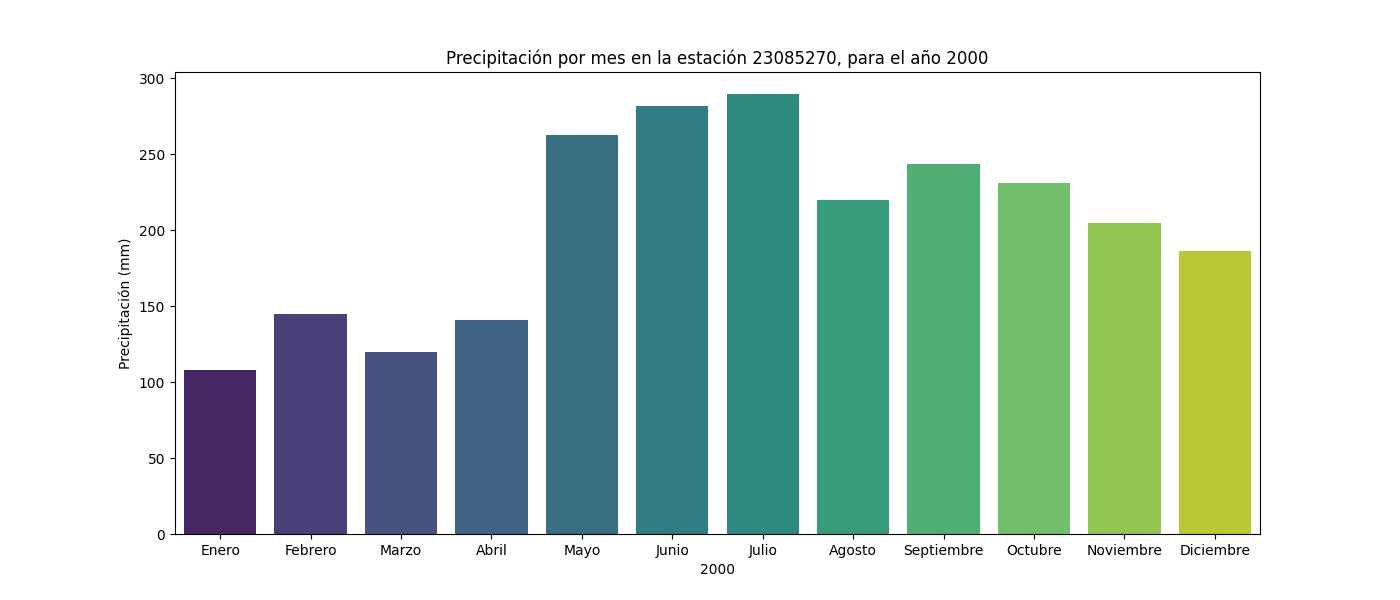 Precipitación por mes en la estación 23085270, para el año 2000
Precipitación (mm)
300
250
200
150
100
50
0
Enero Febrero Marzo Abril Mayo Junio Julio Agosto Septiembre Octubre Noviembre Diciembre
2000